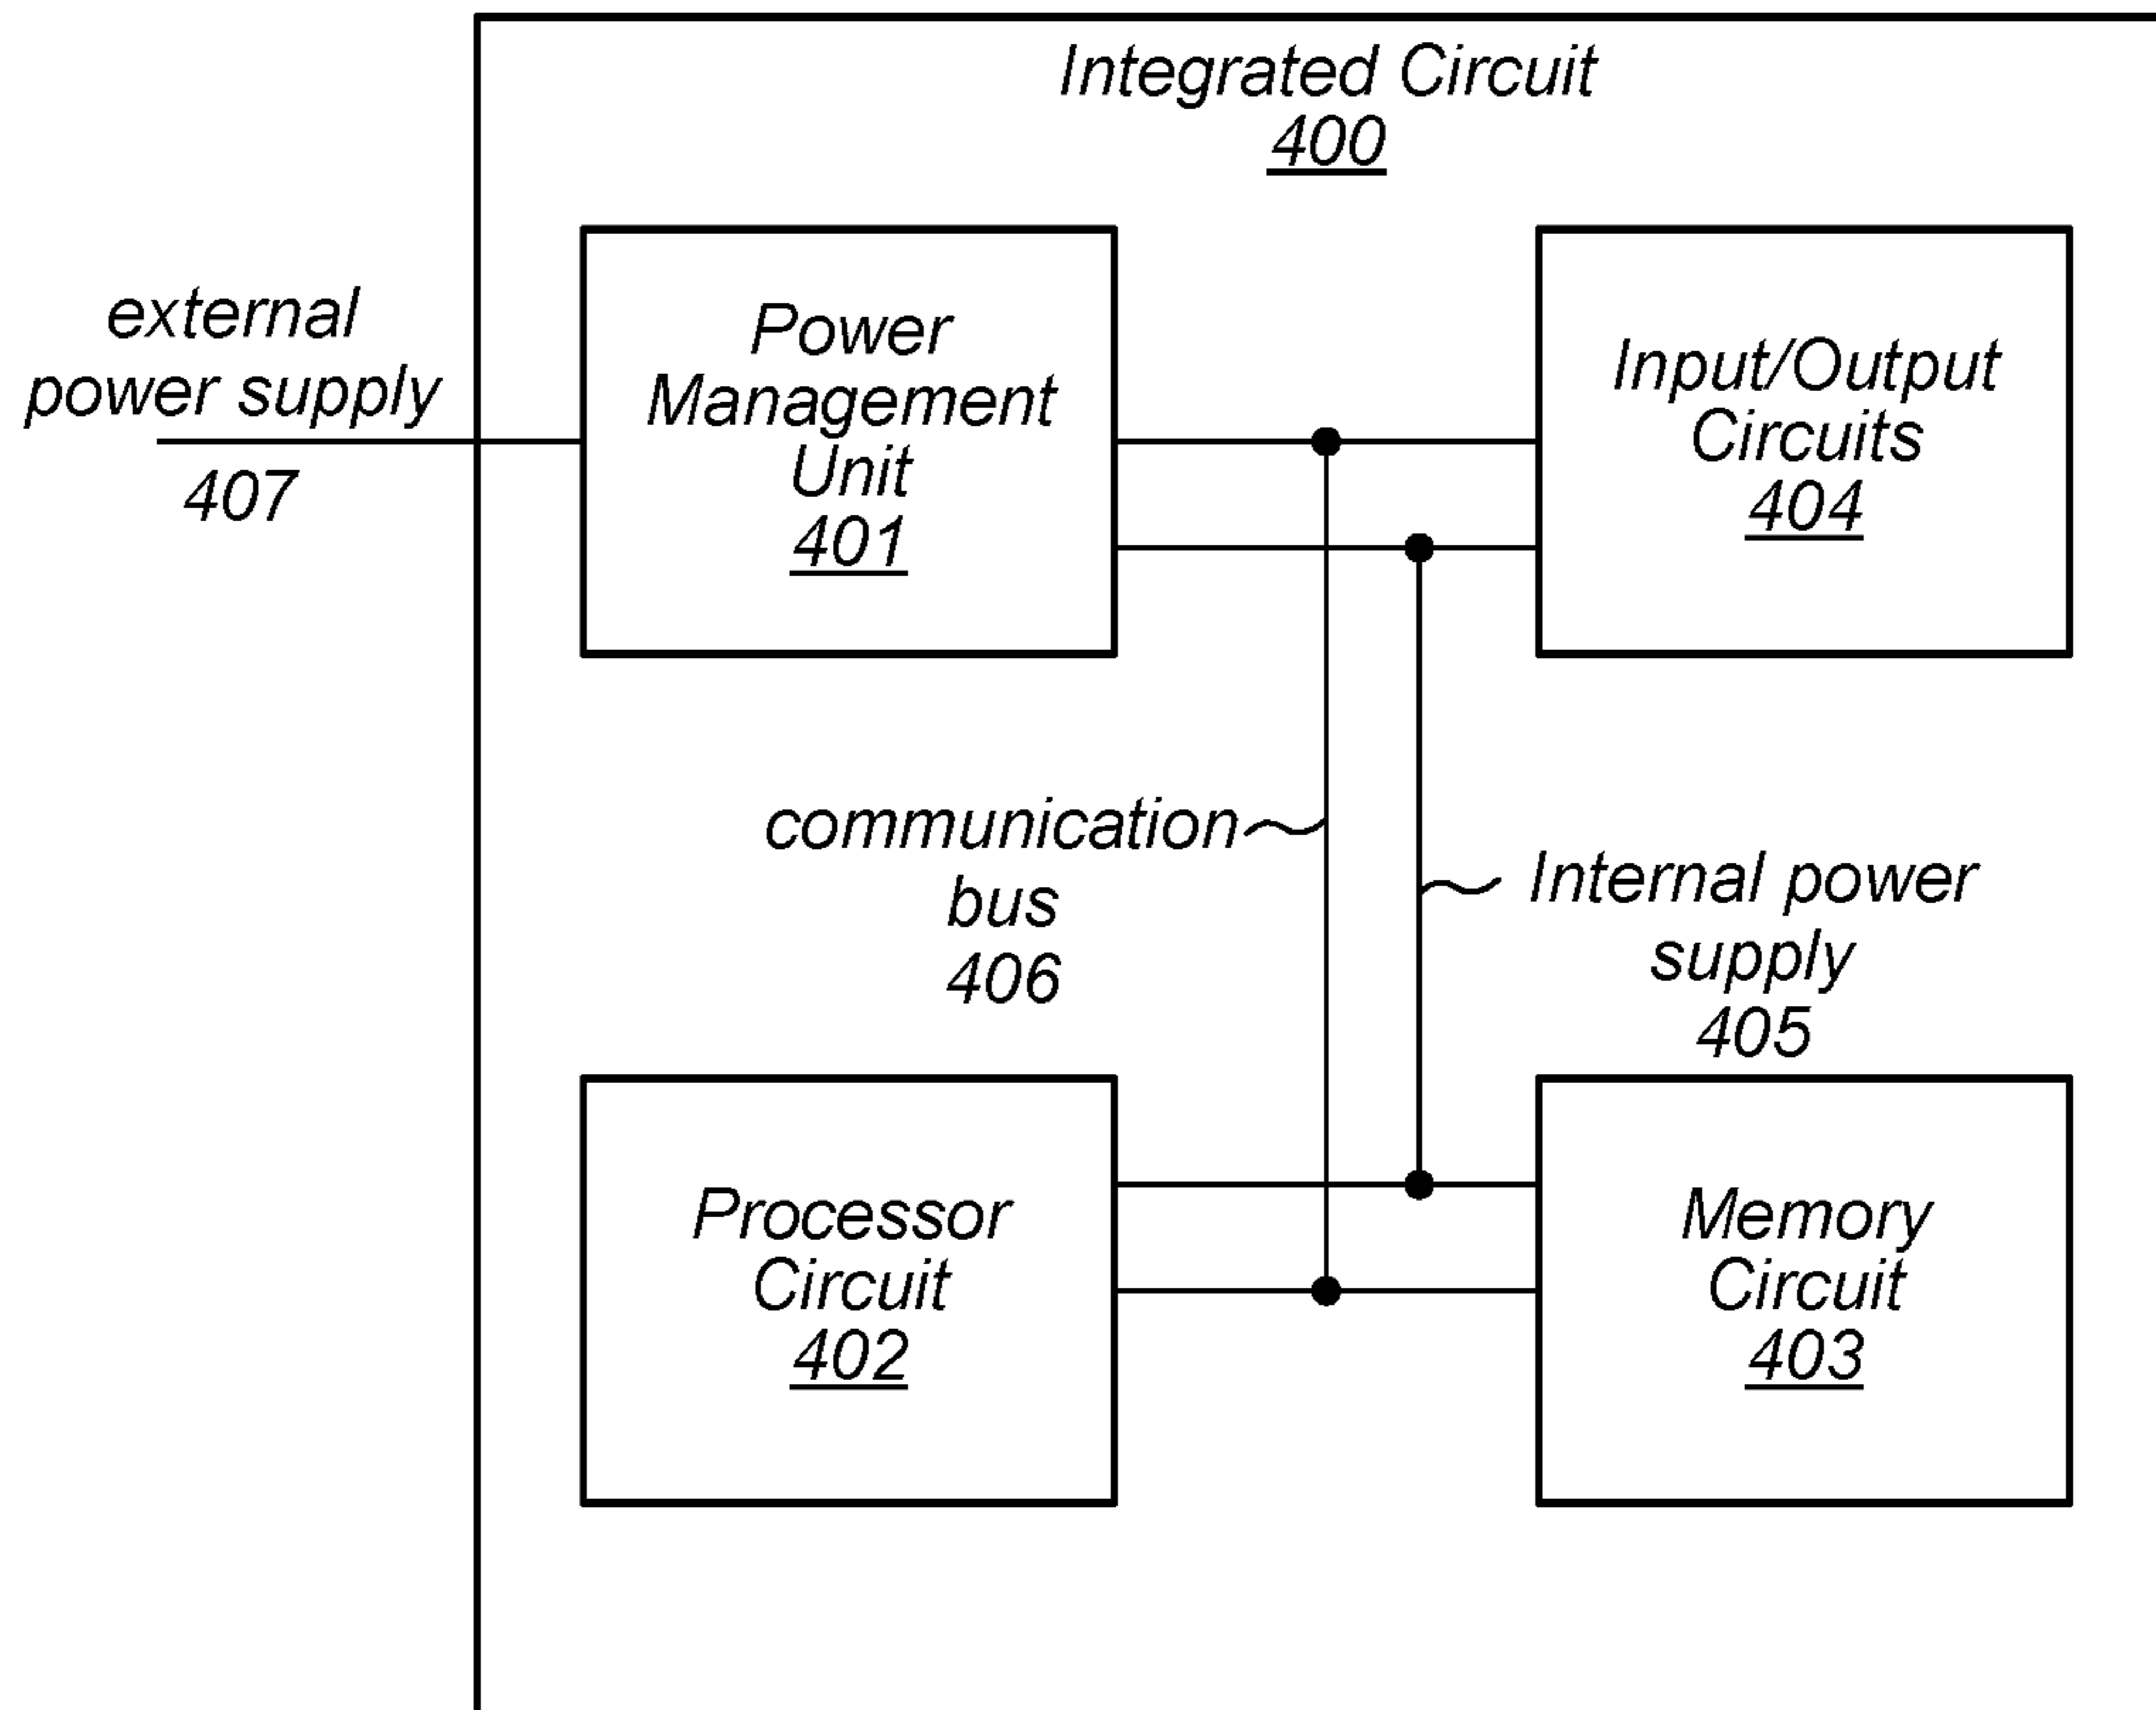 Integrated Circuit
400
external
power supply
407
Power
Management
Unit
401
Input/Output
Circuits
404
communication
bus
406
Internal power
supply
405
Processor
Circuit
402
Memory
Circuit
403